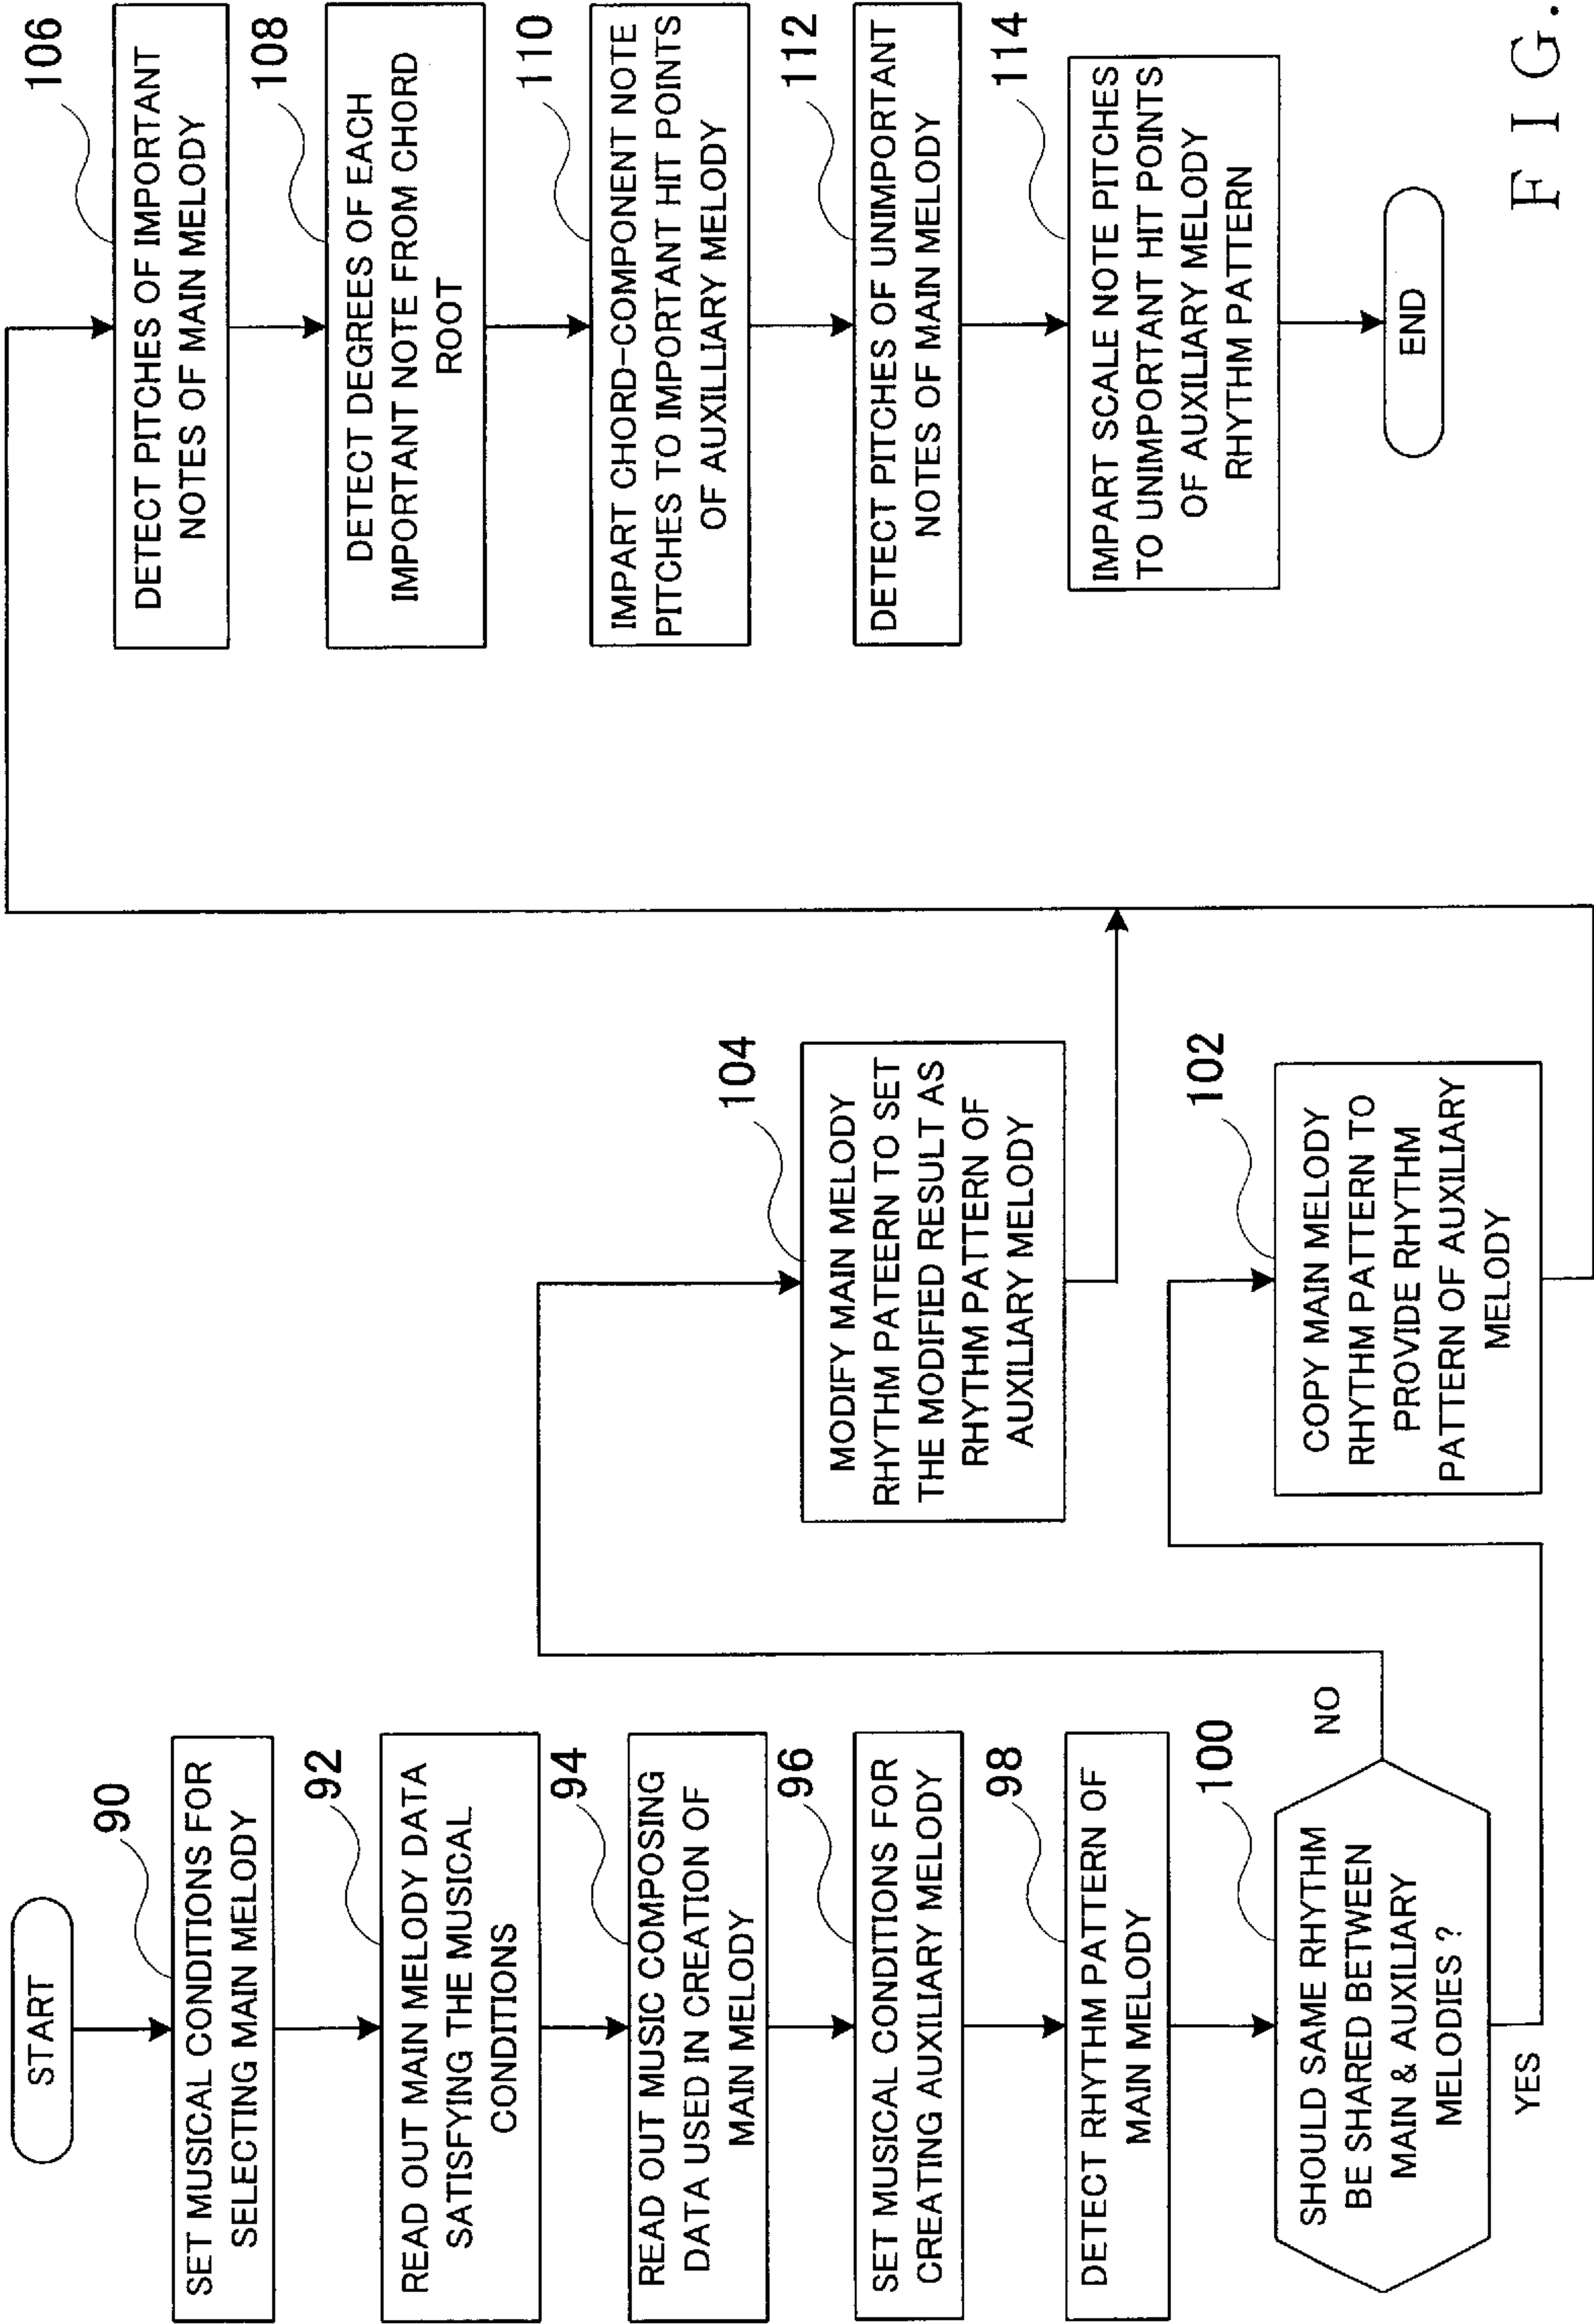 START
90
SET MUSICAL CONDITIONS FOR
SELECTING MAIN MELODY
92
READ OUT MAIN MELODY DATA
SATISFYING THE MUSICAL
CONDITIONS
94
READ OUT MUSIC COMPOSING
DATA USED IN CREATION OF
MAIN MELODY
96
SET MUSICAL CONDITIONS FOR
CREATING AUXILIARY MELODY
98
DETECT RHYTHM PATTERN OF
MAIN MELODY
100
SHOULD SAME RHYTHM
BE SHARED BETWEEN
MAIN & AUXILIARY
MELODIES ?
NO
YES
104
MODIFY MAIN MELODY
RHYTHM PATEERN TO SET
THE MODIFIED RESULT AS
RHYTHM PATTERN OF
AUXILIARY MELODY
102
COPY MAIN MELODY
RHYTHM PATTERN TO
PROVIDE RHYTHM
PATTERN OF AUXILIARY
MELODY
106
DETECT PITCHES OF IMPORTANT
NOTES OF MAIN MELODY
108
DETECT DEGREES OF EACH
IMPORTANT NOTE FROM CHORD
ROOT
110
IMPART CHORD-COMPONENT NOTE
PITCHES TO IMPORTANT HIT POINTS
OF AUXILLIARY MELODY
112
DETECT PITCHES OF UNIMPORTANT
NOTES OF MAIN MELODY
114
IMPART SCALE NOTE PITCHES
TO UNIMPORTANT HIT POINTS
OF AUXILIARY MELODY
RHYTHM PATTERN
END
FIG.